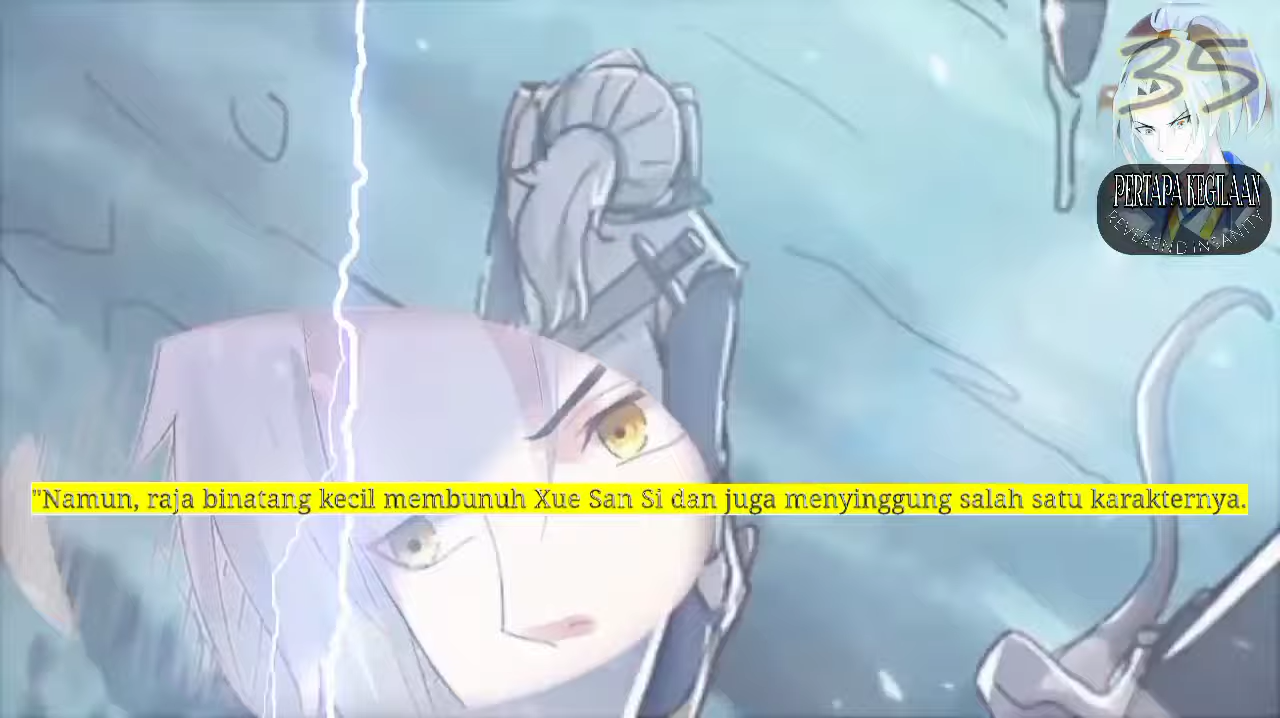 35
PERTAPA KEGILAAN
REVEREND INSANITY
"Namun, raja binatang kecil membunuh Xue San Si dan juga menyinggung salah satu karakternya.